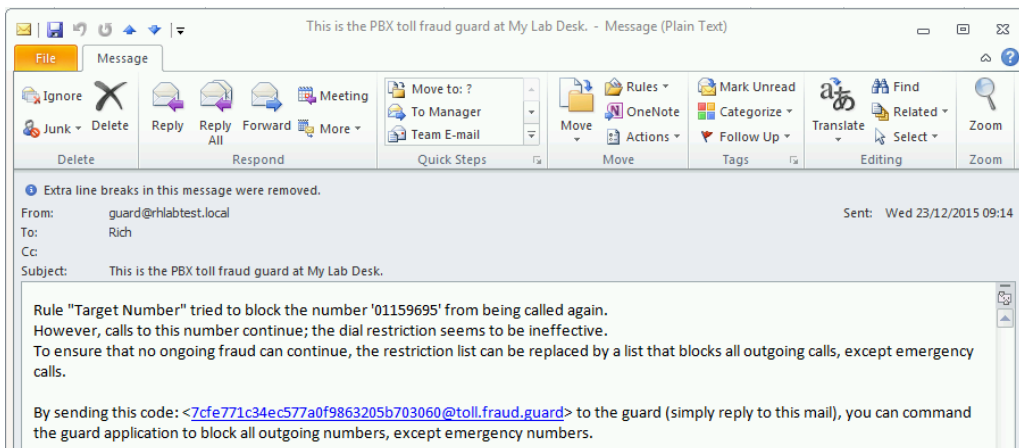 This is the PBX toll fraud guard at My Lab Desk. - Message (Plain Text)
File Message
Ignore
Junk
Delete
Reply
Reply All
Forward
Meeting
More
Move to: ?
To Manager
Team E-mail
Move
Rules
OneNote
Actions
Mark Unread
Categorize
Follow Up
Translate
Find
Related
Select
Zoom
Delete Respond Quick Steps Move Tags Editing Zoom
Extra line breaks in this message were removed.
From: guard@rhlabtest.local Sent: Wed 23/12/2015 09:14
To: Rich
Cc:
Subject: This is the PBX toll fraud guard at My Lab Desk.
Rule "Target Number" tried to block the number '01159695' from being called again.
However, calls to this number continue; the dial restriction seems to be ineffective.
To ensure that no ongoing fraud can continue, the restriction list can be replaced by a list that blocks all outgoing calls, except emergency
calls.
By sending this code: <7cfe771c34ec577a0f9863205b703060@toll.fraud.guard> to the guard (simply reply to this mail), you can command
the guard application to block all outgoing numbers, except emergency numbers.